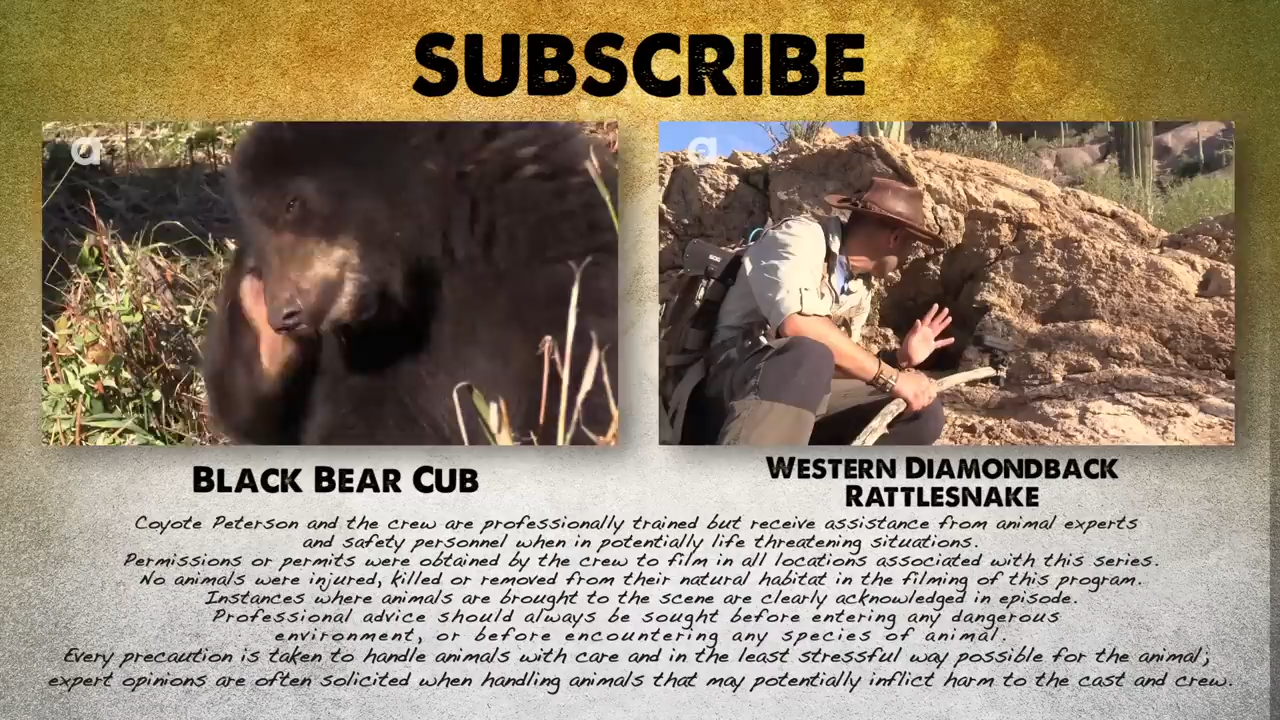 SUBSCRIBE
a
a
BLACK BEAR CUB
WESTERN DIAMONDBACK
RATTLESNAKE
Coyote Peterson and the crew are professionally trained but receive assistance from animal experts
and safety personnel when in potentially life threatening situations.
Permissions or permits were obtained by the crew to film in all locations associated with this series.
No animals were injured, killed or removed from their natural habitat in the filming of this program.
Instances where animals are brought to the scene are clearly acknowledged in episode.
Professional advice should always be sought before entering any dangerous
environment, or before encountering any species of animal.
Every precaution is taken to handle animals with care and in the least stressful way possible for the animal;
expert opinions are often solicited when handling animals that may potentially inflict harm to the cast and crew.